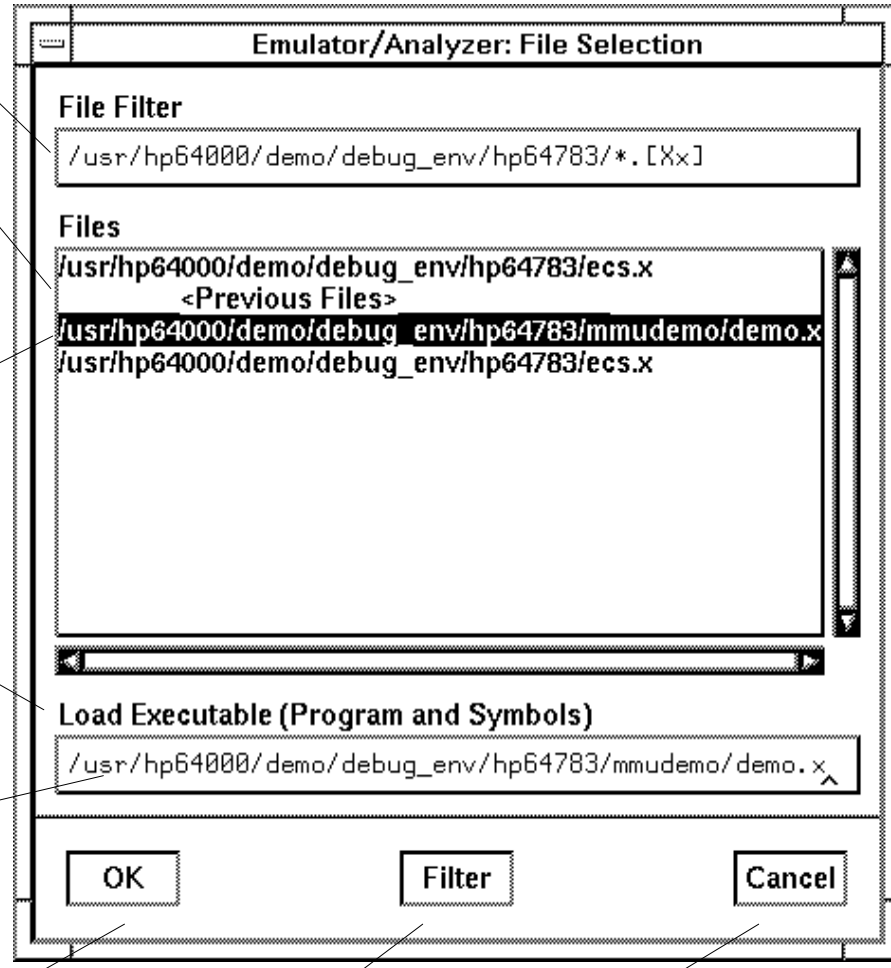 Emulator/Analyzer: File Selection
File Filter
/usr/hp64000/demo/debug_env/hp64783/*.[Xx]
Files
/usr/hp64000/demo/debug_env/hp64783/ecs.x
<Previous Files>
/usr/hp64000/demo/debug_env/hp64783/mmudemo/demo.x
/usr/hp64000/demo/debug_env/hp64783/ecs.x
Load Executable (Program and Symbols)
/usr/hp64000/demo/debug_env/hp64783/mmudemo/demo.x
OK
Filter
Cancel